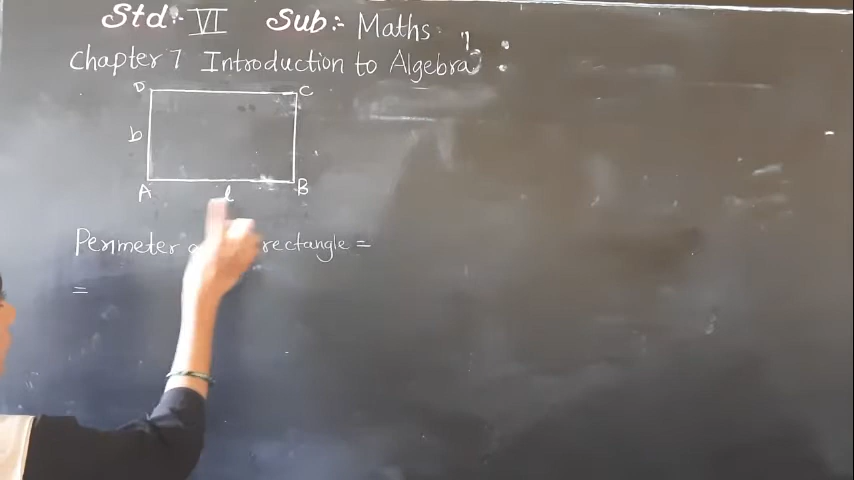 Std:- VI Sub:- Maths
Chapter 7 Introduction to Algebra
D C
b
A l B
Perimeter rectangle =
=